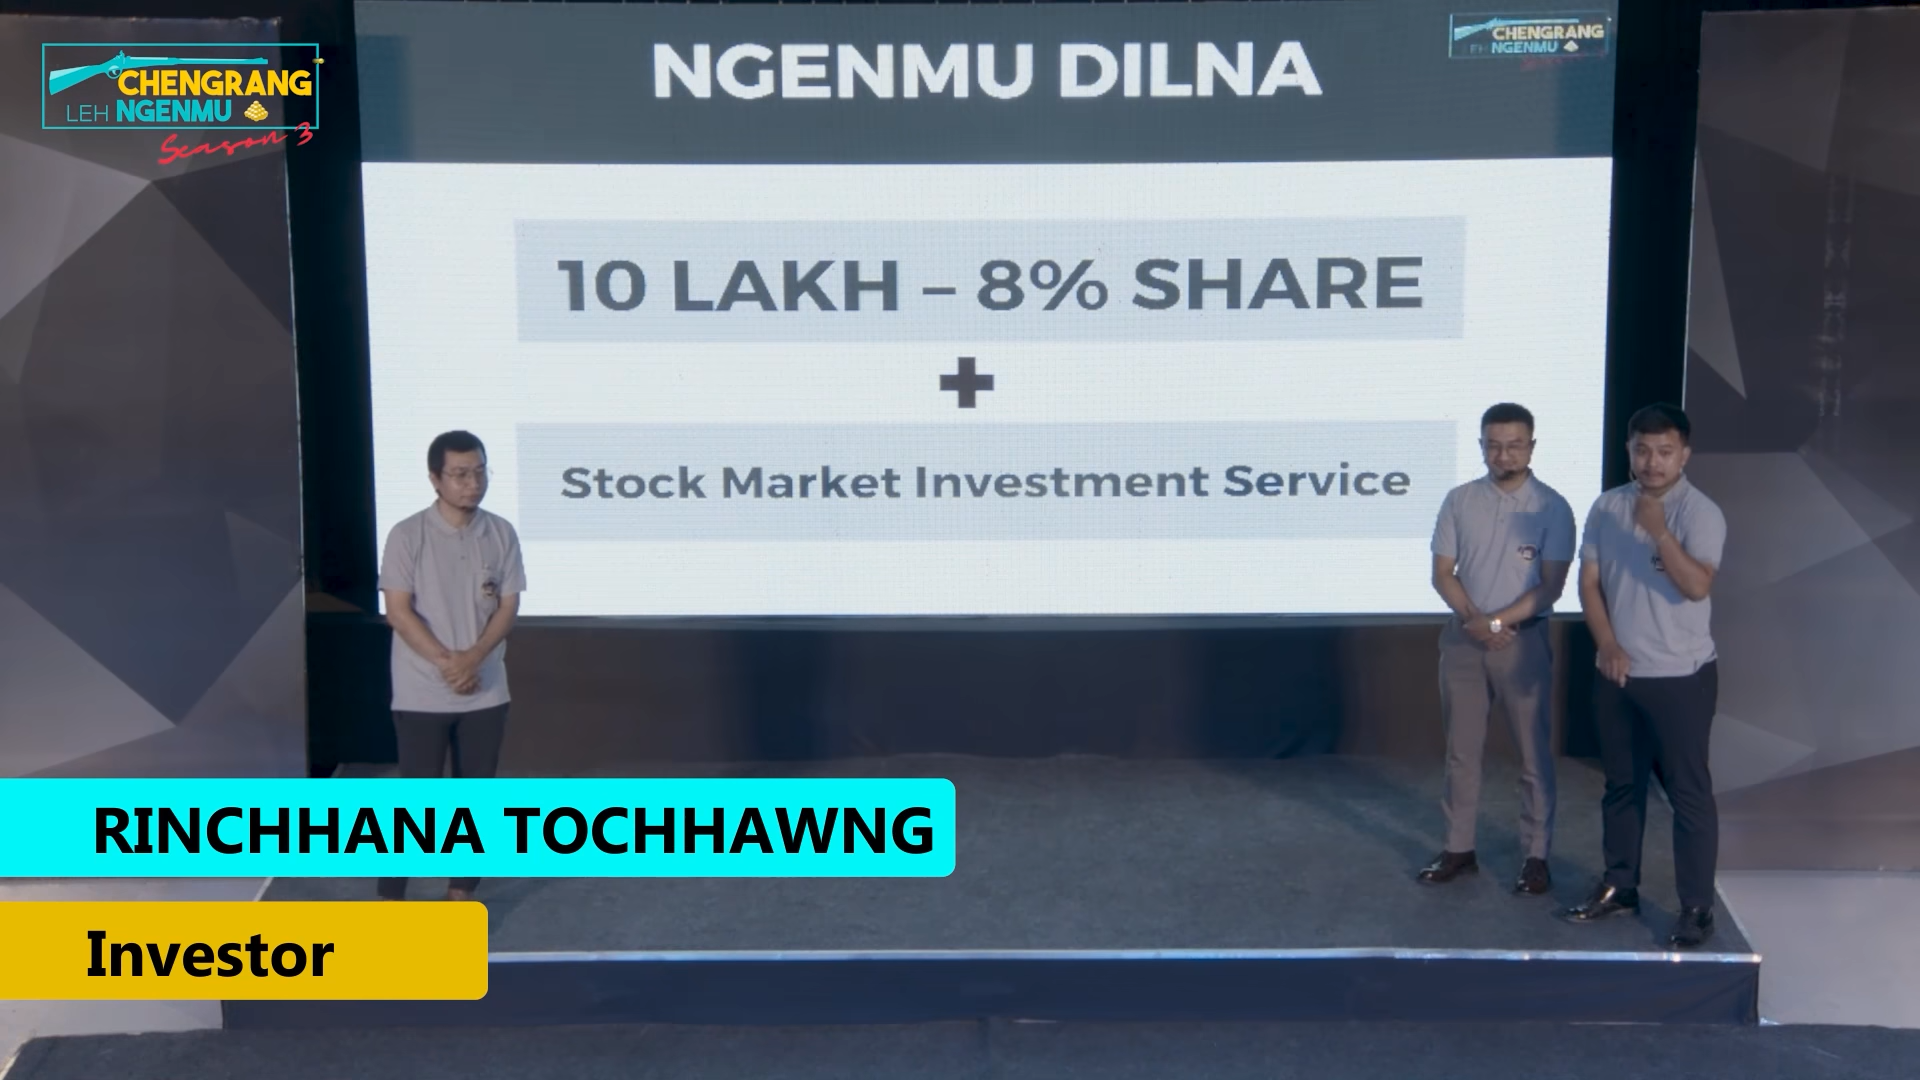 CHENGRANG
LEH NGENMU
Season 3
NGENMU DILNA
CHENGRANG
LEH NGENMU
10 LAKH – 8% SHARE
+
Stock Market Investment Service
RINCHHANA TOCHHAWNG
Investor